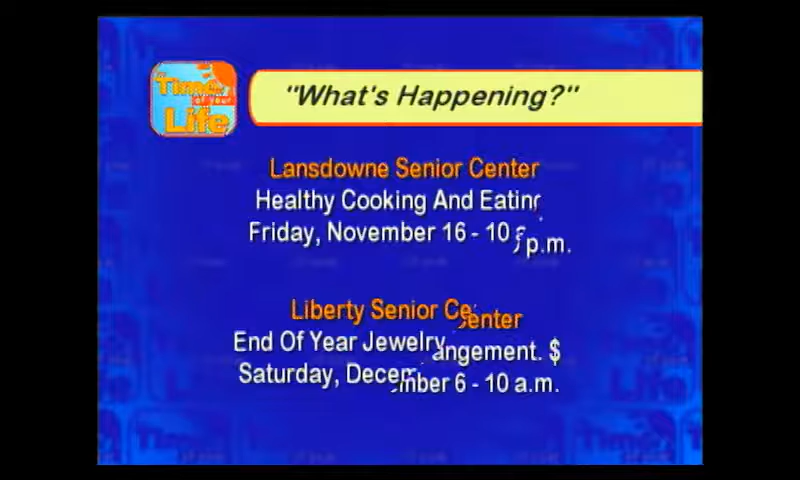 Time
of your
Life
"What's Happening?"
Lansdowne Senior Center
Healthy Cooking And Eating
Friday, November 16 - 10
p.m.
Liberty Senior Ce
enter
End Of Year Jewelry
angement. $
Saturday, Decem
mber 6 - 10 a.m.